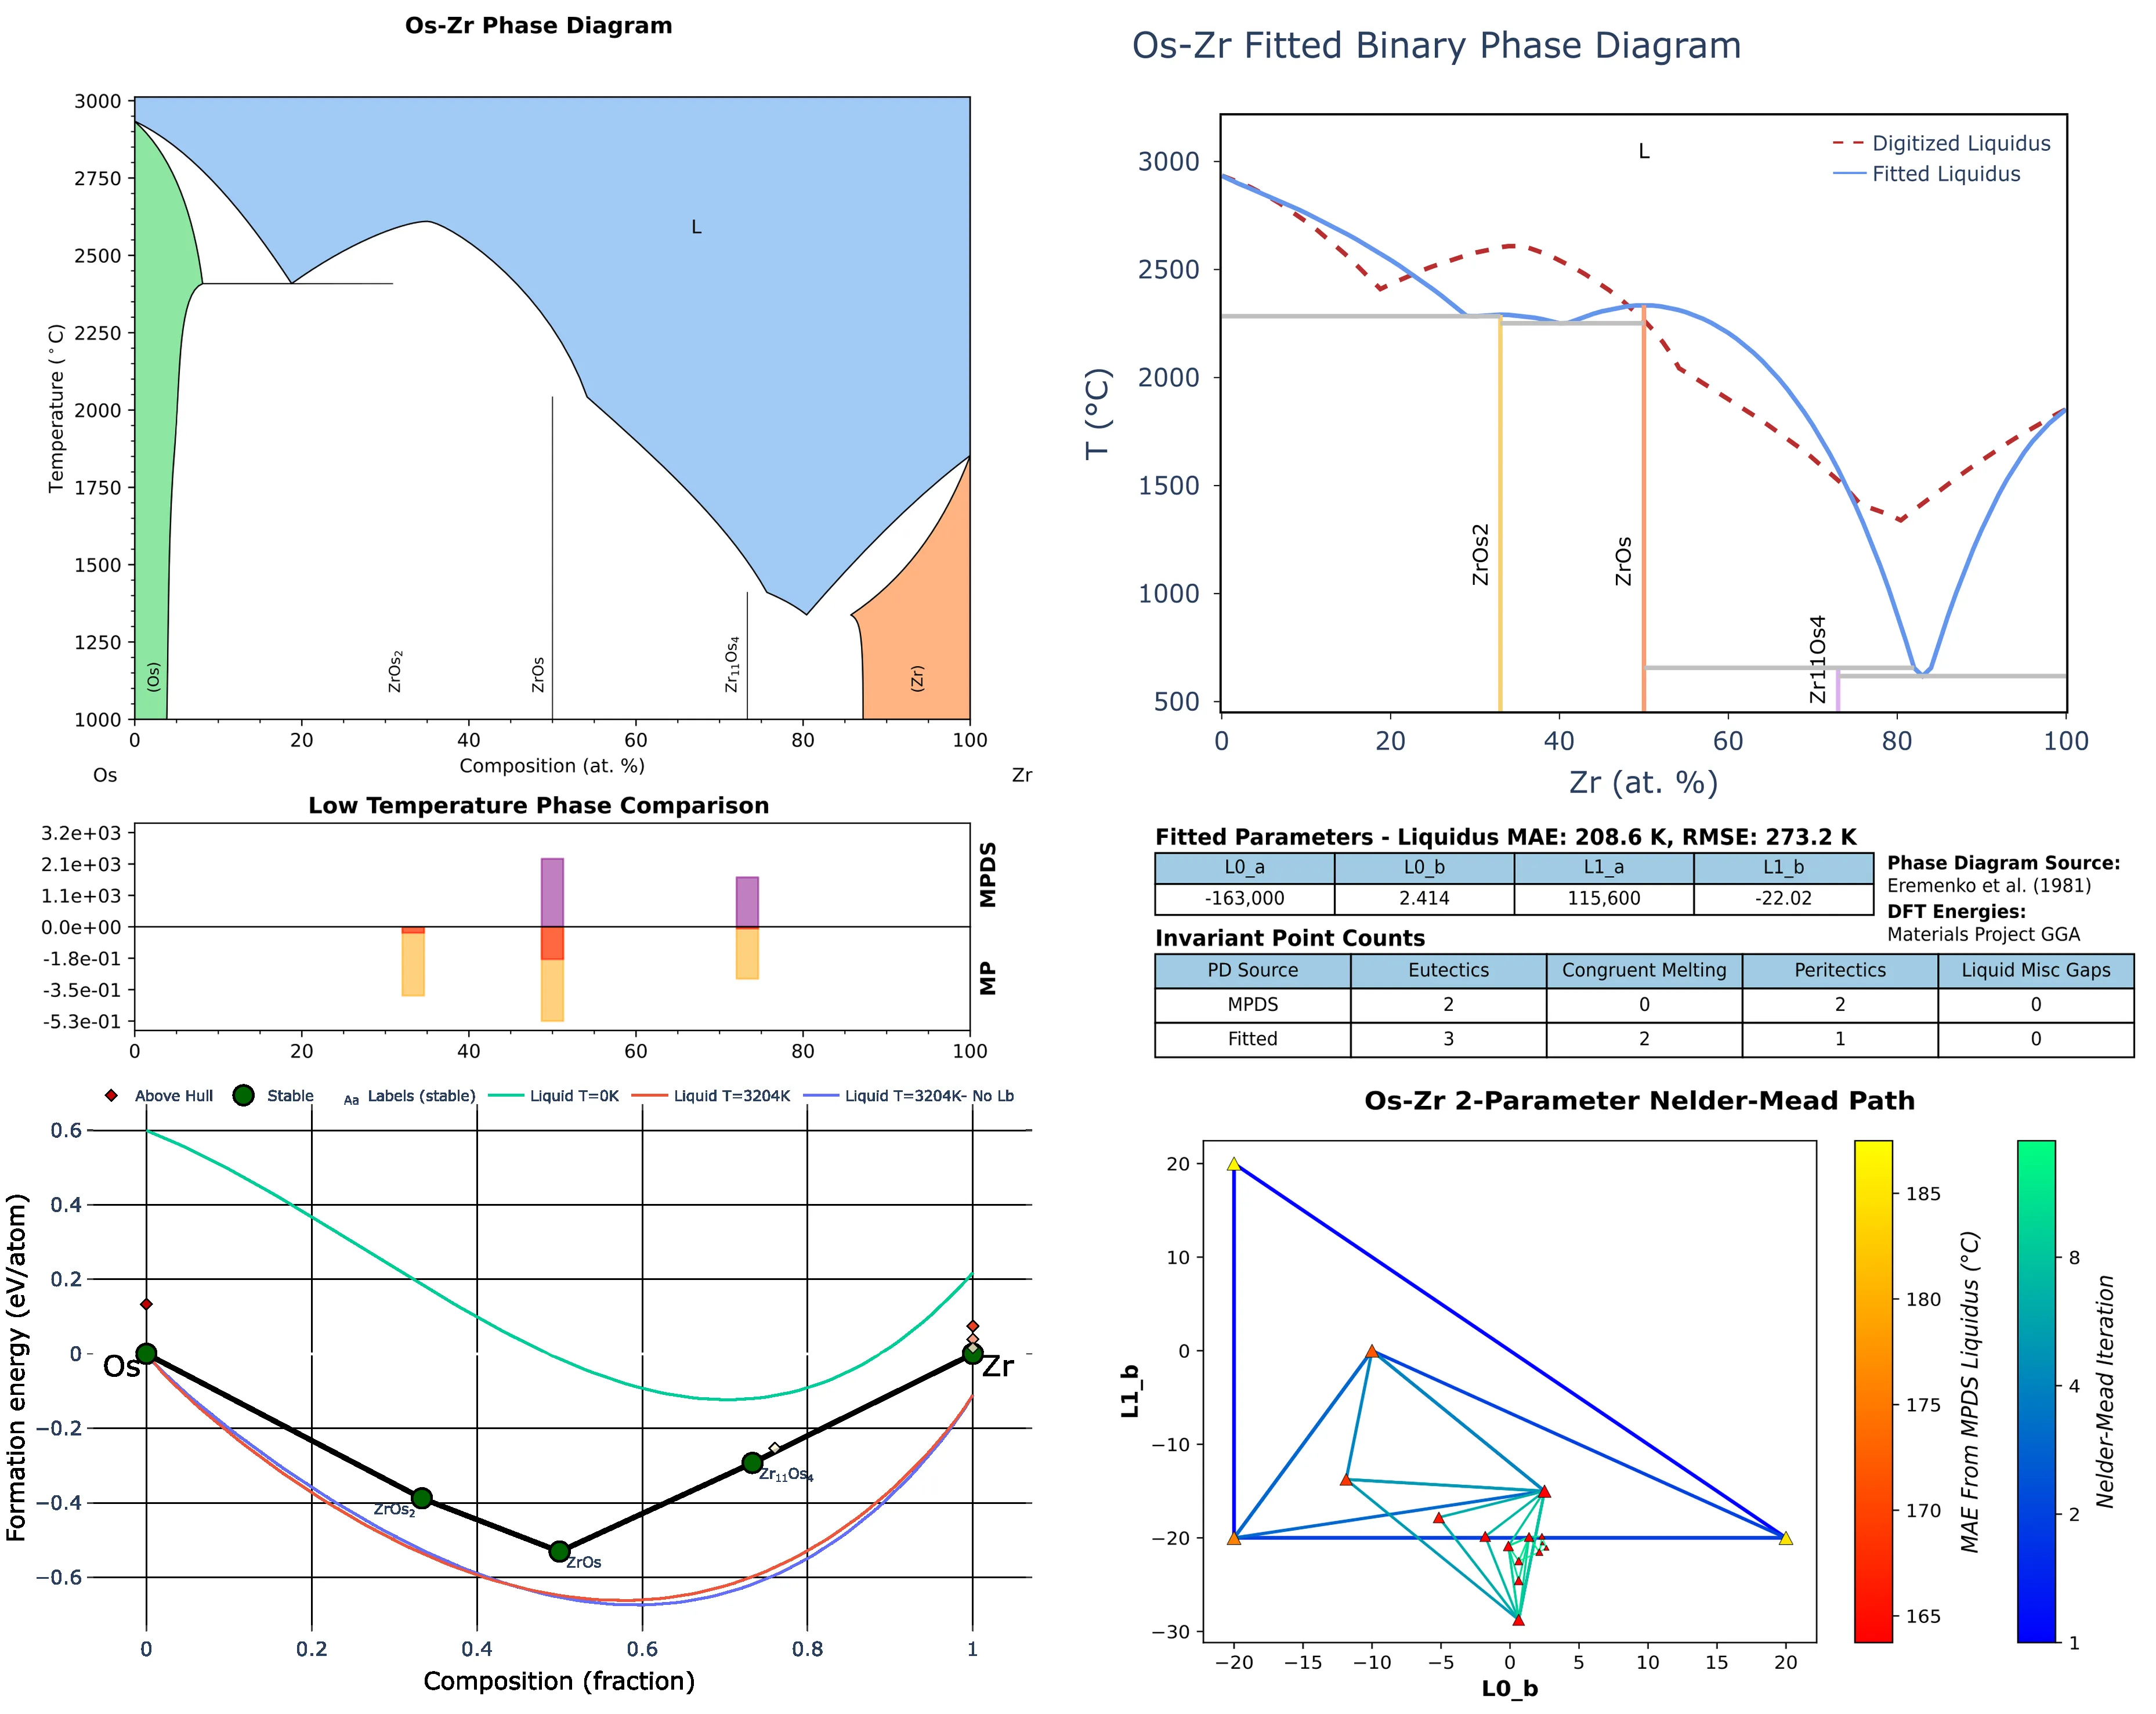 Os-Zr Phase Diagram
3000
2750
2500
2250
2000
1750
1500
1250
1000
Temperature (°C)
L
(Os)
ZrOs₂
ZrOs
Zr₁₁Os₄
(Zr)
0 20 40 60 80 100
Composition (at. %)
Os Zr
Os-Zr Fitted Binary Phase Diagram
3000
2500
2000
1500
1000
500
T (°C)
L
Digitized Liquidus
Fitted Liquidus
ZrOs2
ZrOs
Zr11Os4
0 20 40 60 80 100
Zr (at. %)
Low Temperature Phase Comparison
3.2e+03
2.1e+03
1.1e+03
0.0e+00
-1.8e-01
-3.5e-01
-5.3e-01
MPDS
MP
0 20 40 60 80 100
Fitted Parameters - Liquidus MAE: 208.6 K, RMSE: 273.2 K
L0_a L0_b L1_a L1_b
-163,000 2.414 115,600 -22.02
Phase Diagram Source:
Eremenko et al. (1981)
DFT Energies:
Materials Project GGA
Invariant Point Counts
PD Source Eutectics Congruent Melting Peritectics Liquid Misc Gaps
MPDS 2 0 2 0
Fitted 3 2 1 0
Above Hull Stable Aa Labels (stable) Liquid T=0K Liquid T=3204K Liquid T=3204K- No Lb
0.6
0.4
0.2
0
−0.2
−0.4
−0.6
Formation energy (eV/atom)
Os
Zr
ZrOs₂
ZrOs
Zr₁₁Os₄
0 0.2 0.4 0.6 0.8 1
Composition (fraction)
Os-Zr 2-Parameter Nelder-Mead Path
20
10
0
−10
−20
−30
L1_b
−20 −15 −10 −5 0 5 10 15 20
L0_b
185
180
175
170
165
MAE From MPDS Liquidus (°C)
8
4
2
1
Nelder-Mead Iteration